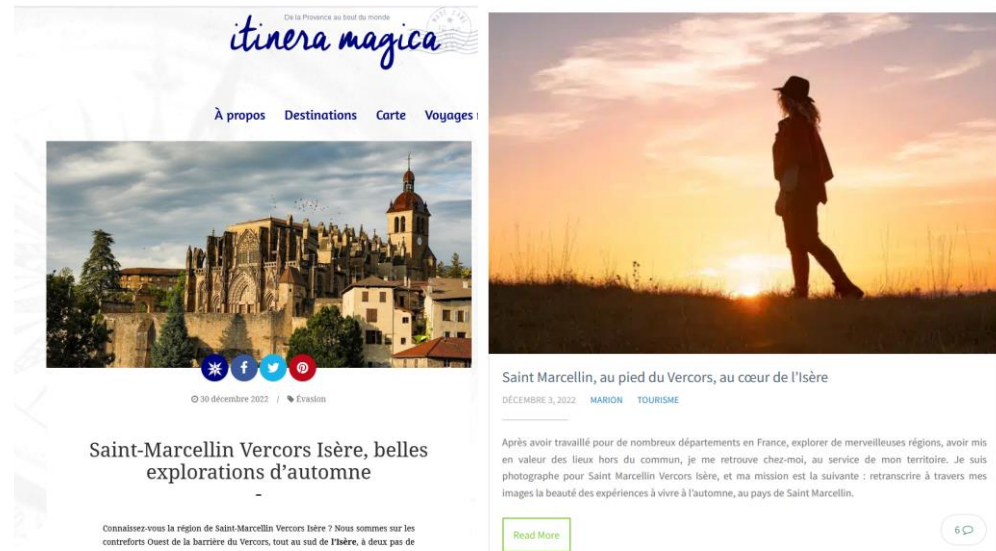 De la Provence au bout du monde
itinera magica
À propos Destinations Carte Voyages
30 décembre 2022 / Évasion
Saint-Marcellin Vercors Isère, belles
explorations d'automne
-
Connaissez-vous la région de Saint-Marcellin Vercors Isère ? Nous sommes sur les
contreforts Ouest de la barrière du Vercors, tout au sud de l'Isère, à deux pas de
Saint Marcellin, au pied du Vercors, au cœur de l'Isère
DÉCEMBRE 3, 2022 MARION TOURISME
Après avoir travaillé pour de nombreux départements en France, explorer de merveilleuses régions, avoir mis
en valeur des lieux hors du commun, je me retrouve chez-moi, au service de mon territoire. Je suis
photographe pour Saint Marcellin Vercors Isère, et ma mission est la suivante : retranscrire à travers mes
images la beauté des expériences à vivre à l'automne, au pays de Saint Marcellin.
Read More
6